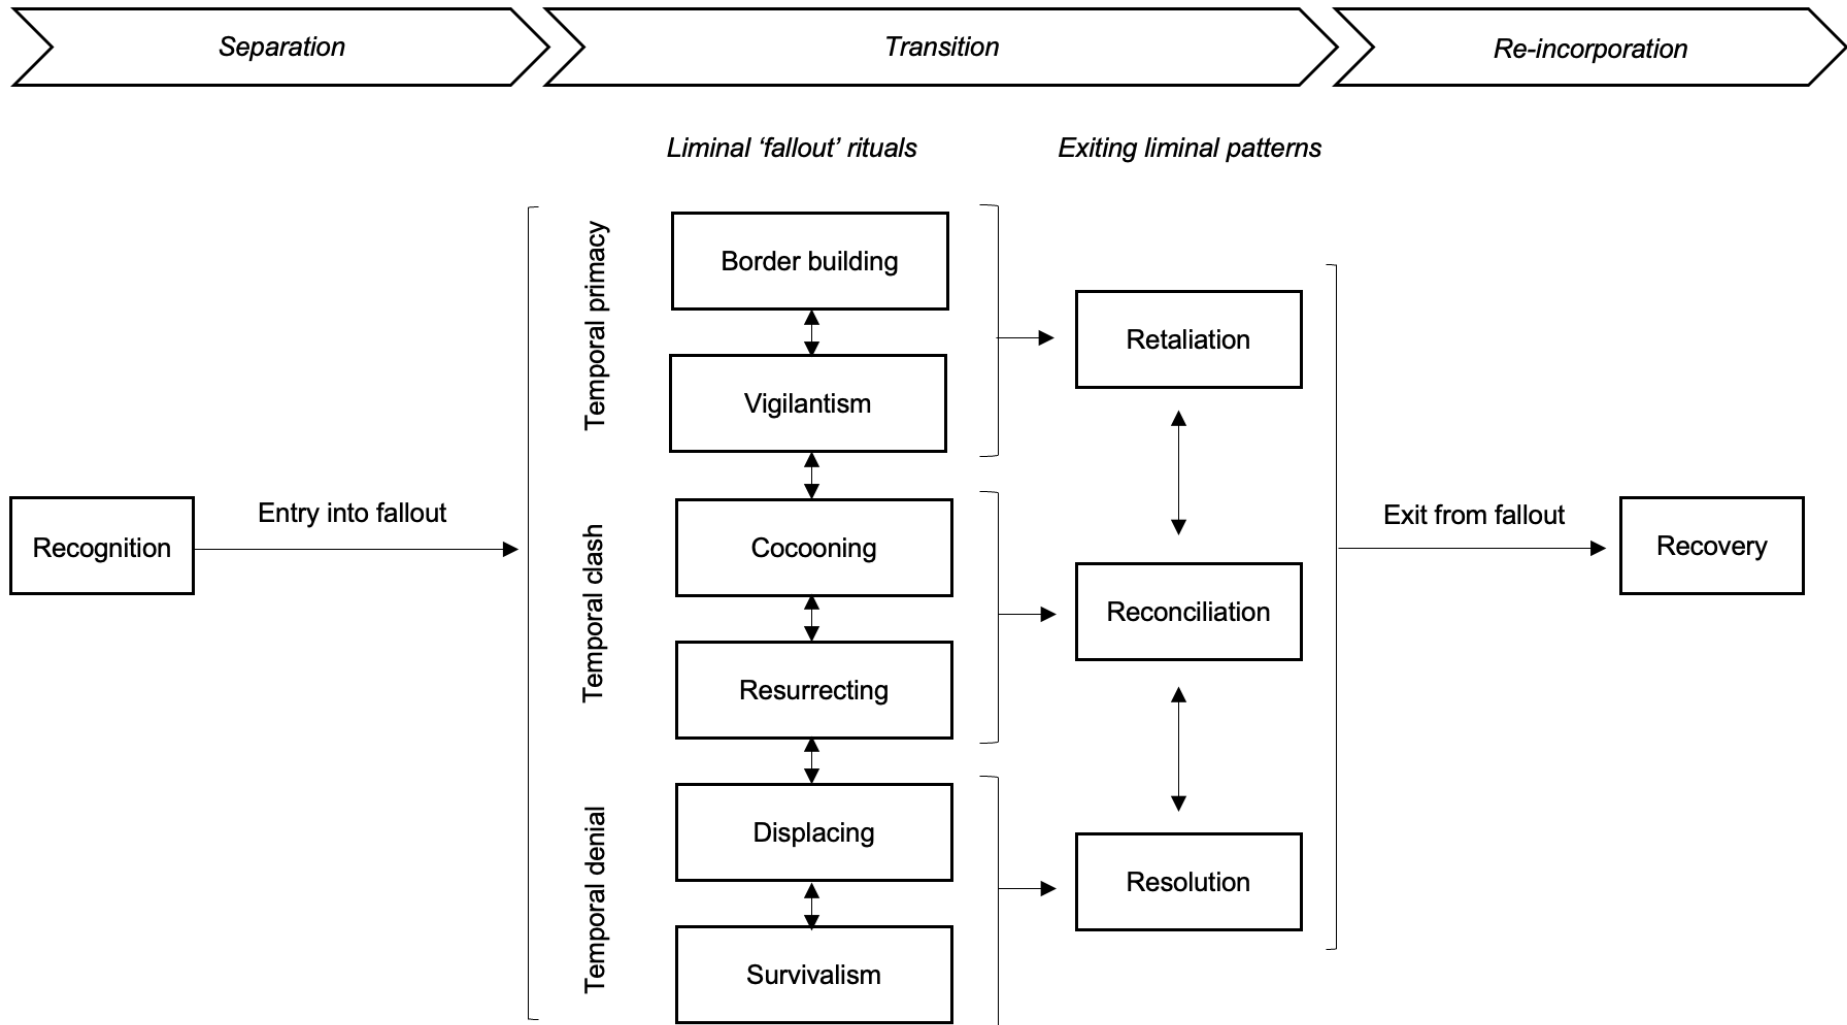 Separation
Transition
Re-incorporation
Liminal ‘fallout’ rituals
Exiting liminal patterns
Temporal primacy
Border building
Vigilantism
Retaliation
Recognition
Entry into fallout
Temporal clash
Cocooning
Resurrecting
Reconciliation
Exit from fallout
Recovery
Temporal denial
Displacing
Survivalism
Resolution